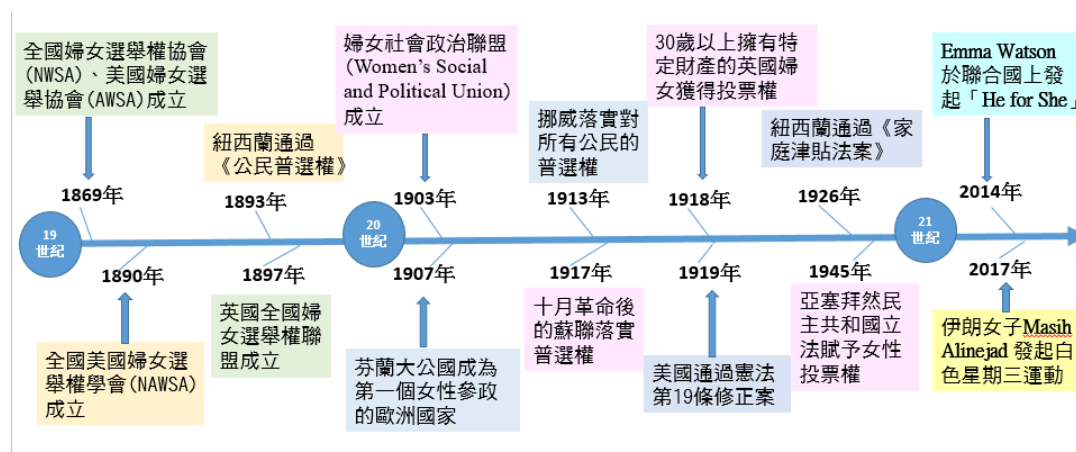 全國婦女選舉權協會
(NWSA)、美國婦女選
舉協會(AWSA)成立
1869年
紐西蘭通過
《公民普選權》
1893年
婦女社會政治聯盟
(Women's Social
and Political Union)
成立
1903年
挪威落實對
所有公民的
普選權
1913年
30歲以上擁有特
定財產的英國婦
女獲得投票權
1918年
紐西蘭通過《家
庭津貼法案》
1926年
Emma Watson
於聯合國上發
起「He for She」
2014年
19
世紀
20
世紀
21
世紀
1890年
全國美國婦女選
舉權學會(NAWSA)
成立
1897年
英國全國婦
女選舉權聯
盟成立
1907年
芬蘭大公國成為
第一個女性參政
的歐洲國家
1917年
十月革命後
的蘇聯落實
普選權
1919年
美國通過憲法
第19條修正案
1945年
亞塞拜然民
主共和國立
法賦予女性
投票權
2017年
伊朗女子Masih
Alinejad 發起白
色星期三運動